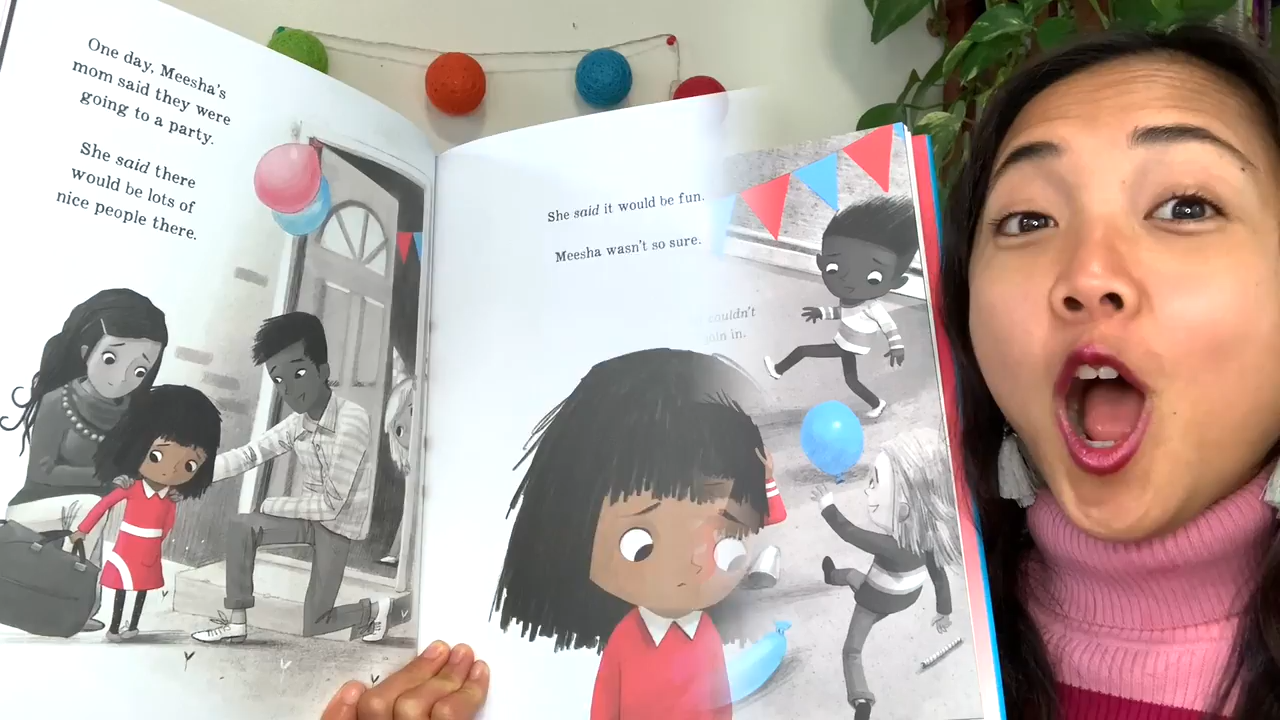 One day, Meesha's
mom said they were
going to a party.
She said there
would be lots of
nice people there.
She said it would be fun.
Meesha wasn't so sure.
couldn't
join in.